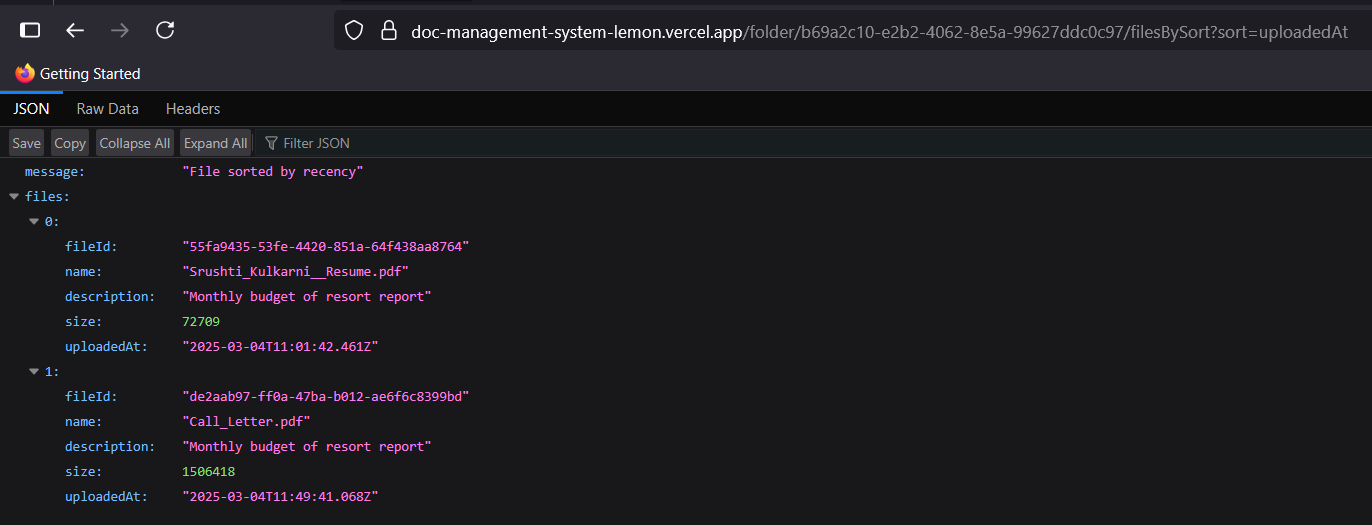 doc-management-system-lemon.vercel.app/folder/b69a2c10-e2b2-4062-8e5a-99627ddc0c97/filesBySort?sort=uploadedAt
Getting Started
JSON Raw Data Headers
Save Copy Collapse All Expand All Filter JSON
message: "File sorted by recency"
files:
0:
fileId: "55fa9435-53fe-4420-851a-64f438aa8764"
name: "Srushti_Kulkarni__Resume.pdf"
description: "Monthly budget of resort report"
size: 72709
uploadedAt: "2025-03-04T11:01:42.461Z"
1:
fileId: "de2aab97-ff0a-47ba-b012-ae6f6c8399bd"
name: "Call_Letter.pdf"
description: "Monthly budget of resort report"
size: 1506418
uploadedAt: "2025-03-04T11:49:41.068Z"